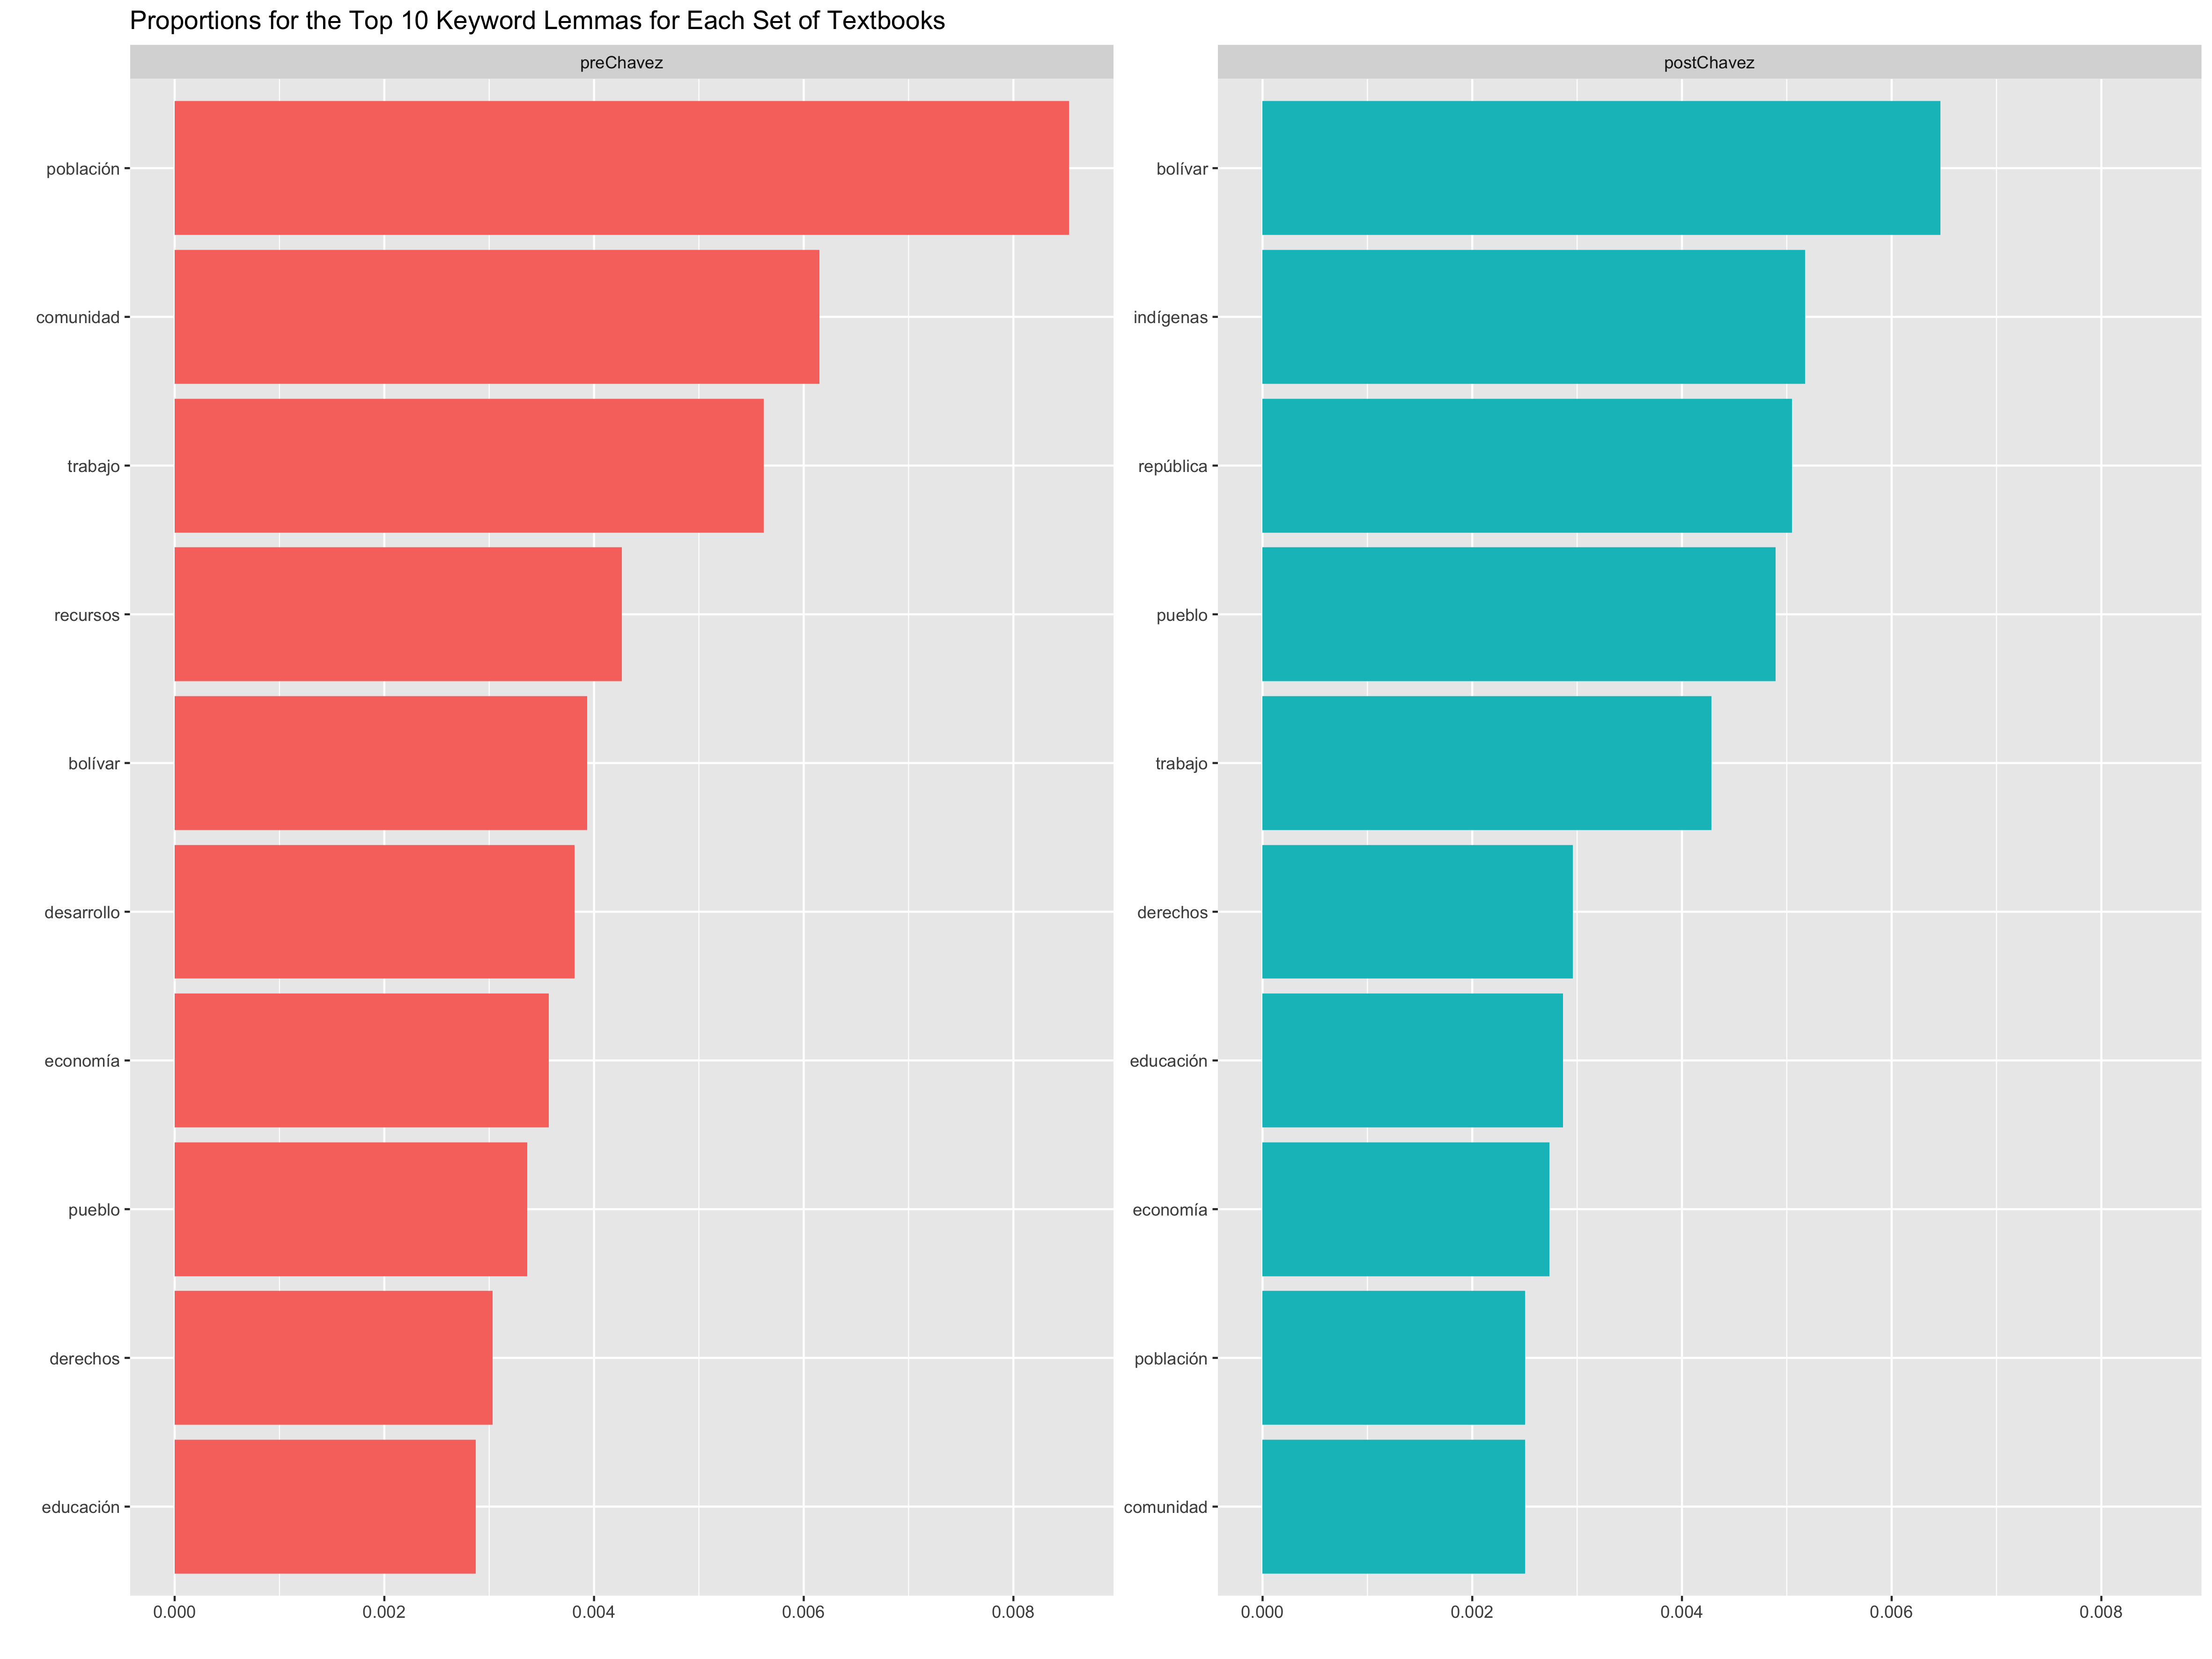 Proportions for the Top 10 Keyword Lemmas for Each Set of Textbooks
preChavez
población
comunidad
trabajo
recursos
bolívar
desarrollo
economía
pueblo
derechos
educación
0.000 0.002 0.004 0.006 0.008
postChavez
bolívar
indígenas
república
pueblo
trabajo
derechos
educación
economía
población
comunidad
0.000 0.002 0.004 0.006 0.008